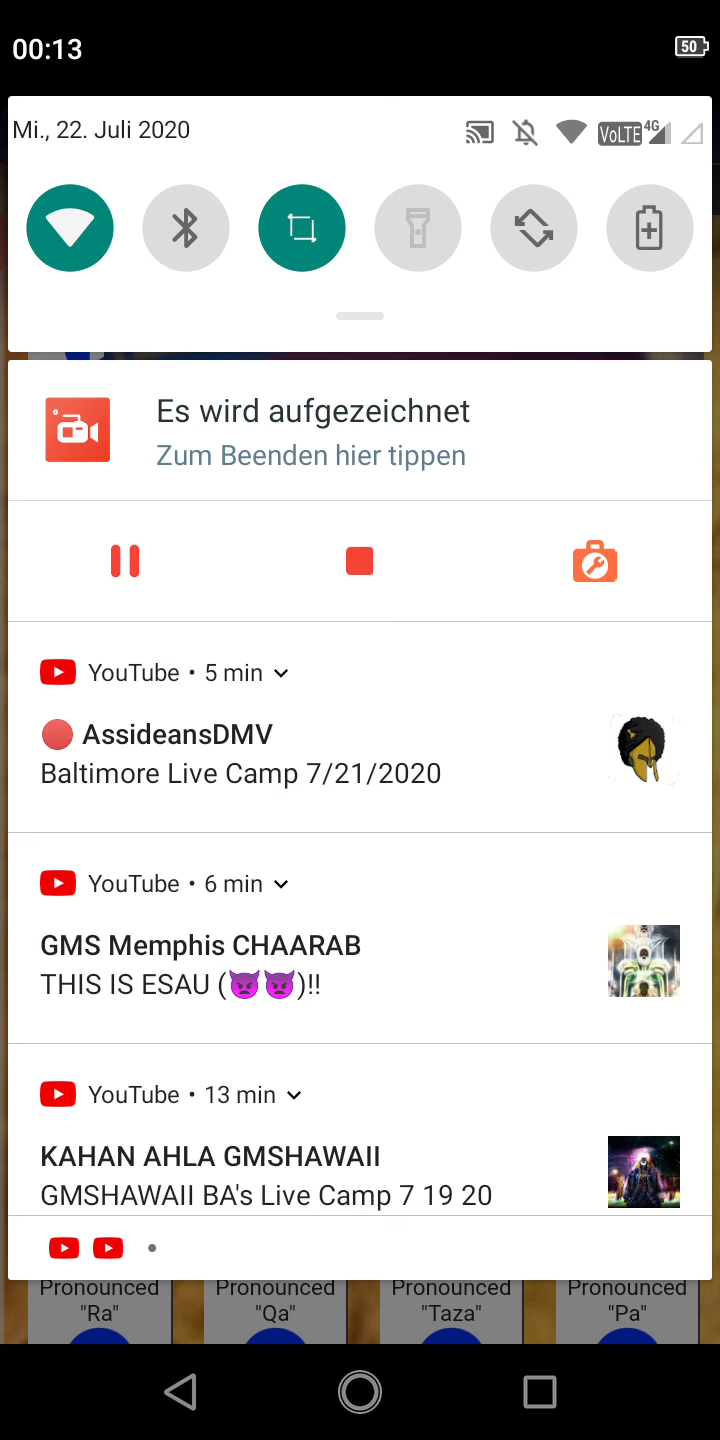 00:13
50
Mi., 22. Juli 2020
VoLTE 4G
Es wird aufgezeichnet
Zum Beenden hier tippen
YouTube • 5 min
🔴 AssideansDMV
Baltimore Live Camp 7/21/2020
YouTube • 6 min
GMS Memphis CHAARAB
THIS IS ESAU (👿👿)!!
YouTube • 13 min
KAHAN AHLA GMSHAWAII
GMSHAWAII BA's Live Camp 7 19 20
Pronounced Pronounced Pronounced Pronounced
"Ra" "Qa" "Taza" "Pa"